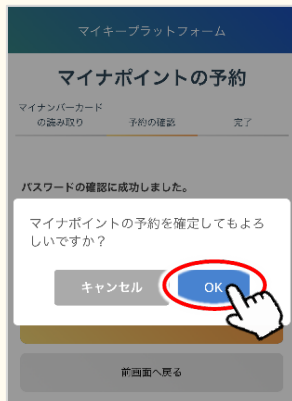 マイキープラットフォーム
マイナポイントの予約
マイナンバーカード
の読み取り
予約の確認
完了
パスワードの確認に成功しました。
マイナポイントの予約を確定してもよろ
しいですか？
キャンセル
OK
前画面へ戻る